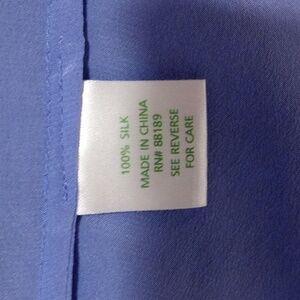 100% SILK
MADE IN CHINA
RN# 88189
SEE REVERSE
FOR CARE